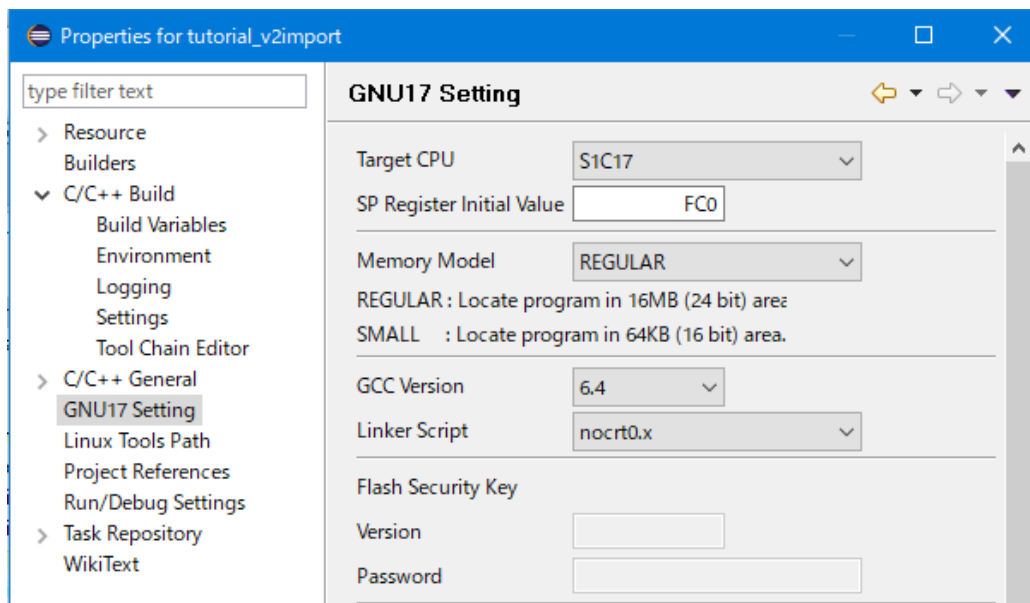 Properties for tutorial_v2import
type filter text
Resource
Builders
C/C++ Build
Build Variables
Environment
Logging
Settings
Tool Chain Editor
C/C++ General
GNU17 Setting
Linux Tools Path
Project References
Run/Debug Settings
Task Repository
WikiText
GNU17 Setting
Target CPU S1C17
SP Register Initial Value FC0
Memory Model REGULAR
REGULAR : Locate program in 16MB (24 bit) area
SMALL : Locate program in 64KB (16 bit) area.
GCC Version 6.4
Linker Script nocrt0.x
Flash Security Key
Version
Password